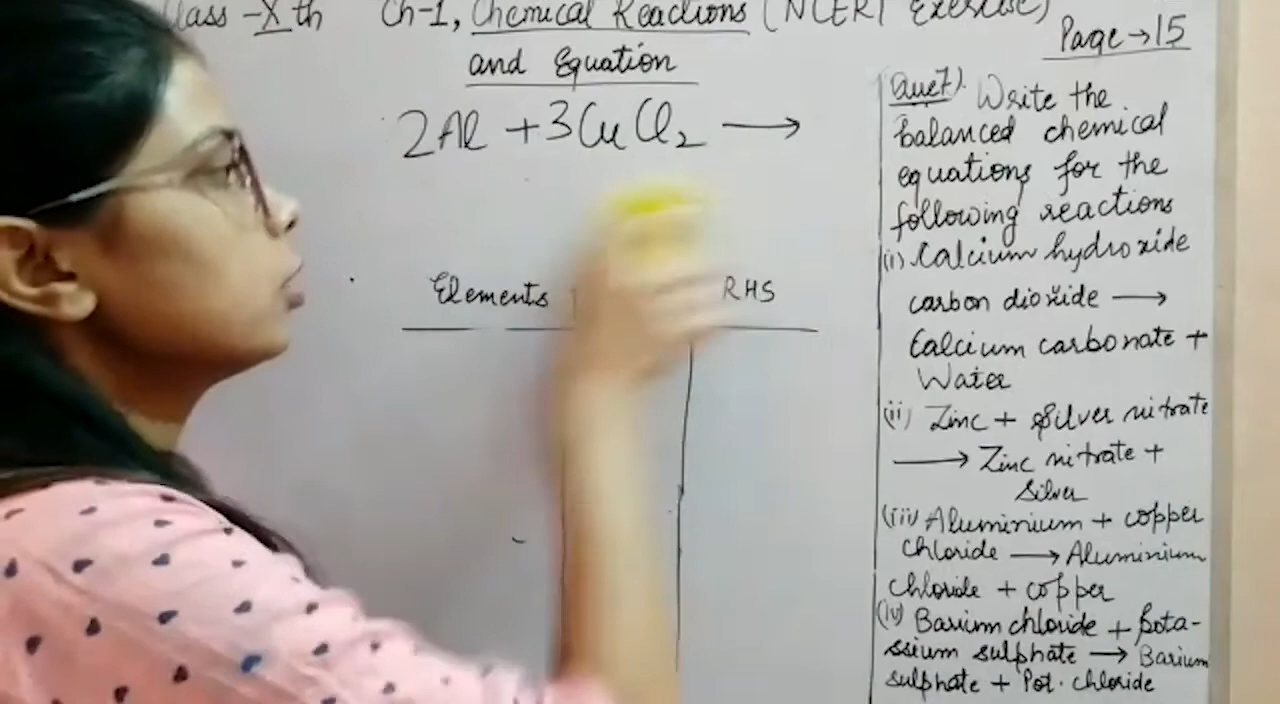 Class - X th Ch-1, Chemical Reactions (NCERT Exercise)
and Equation
Page → 15
2Al + 3CuCl2 ⟶
Elements RHS
Que7). Write the
balanced chemical
equations for the
following reactions
(i) Calcium hydroxide
carbon dioxide ⟶
Calcium carbonate +
Water
(ii) Zinc + Silver nitrate
⟶ Zinc nitrate +
Silver
(iii) Aluminium + copper
chloride ⟶ Aluminium
chloride + copper
(iv) Barium chloride + Pota-
ssium sulphate ⟶ Barium
sulphate + Pot. chloride